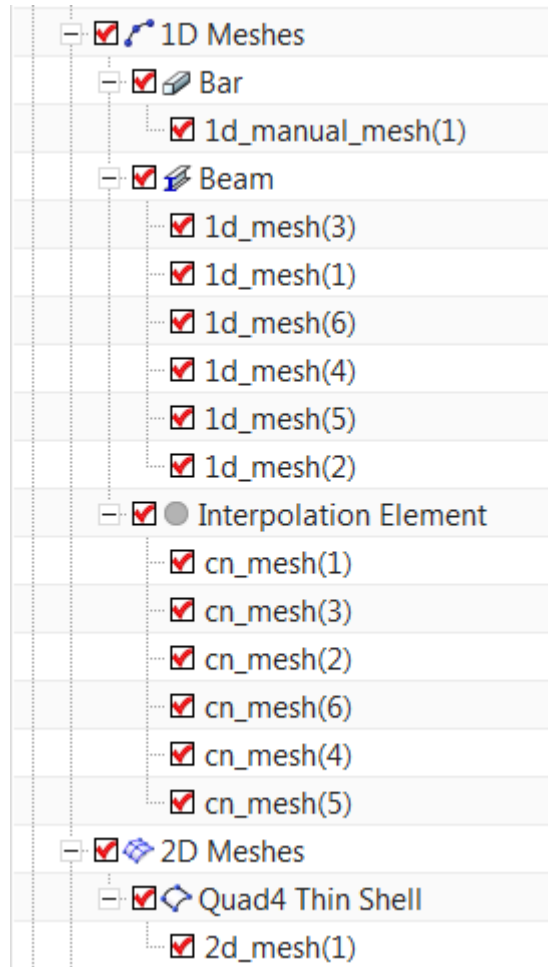 1D Meshes
Bar
1d_manual_mesh(1)
Beam
1d_mesh(3)
1d_mesh(1)
1d_mesh(6)
1d_mesh(4)
1d_mesh(5)
1d_mesh(2)
Interpolation Element
cn_mesh(1)
cn_mesh(3)
cn_mesh(2)
cn_mesh(6)
cn_mesh(4)
cn_mesh(5)
2D Meshes
Quad4 Thin Shell
2d_mesh(1)